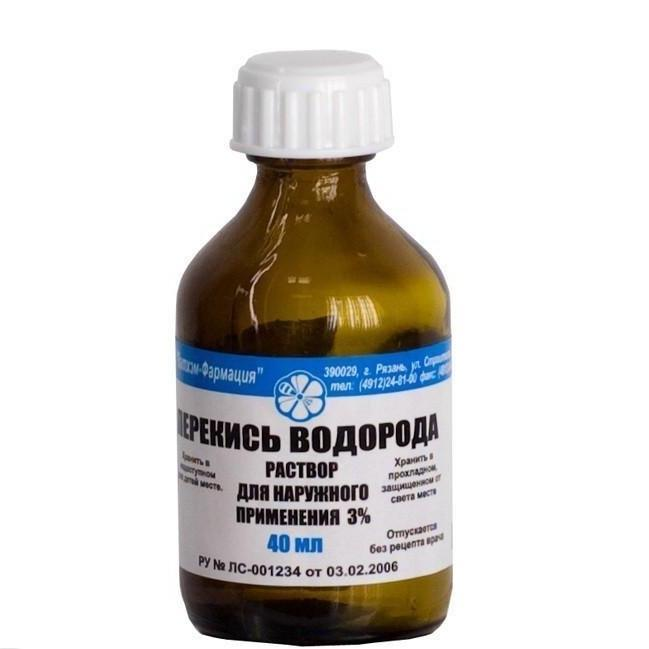 -Фармация"
390029, г. Рязань, ул.
тел: (4912)24-81-00 факс:
ПЕРЕКИСЬ ВОДОРОДА
РАСТВОР
ДЛЯ НАРУЖНОГО
ПРИМЕНЕНИЯ 3%
40 мл
Хранить в
недоступном
для детей месте.
Хранить в
прохладном,
защищенном от
света месте
Отпускается
без рецепта врача
РУ № ЛС-001234 от 03.02.2006